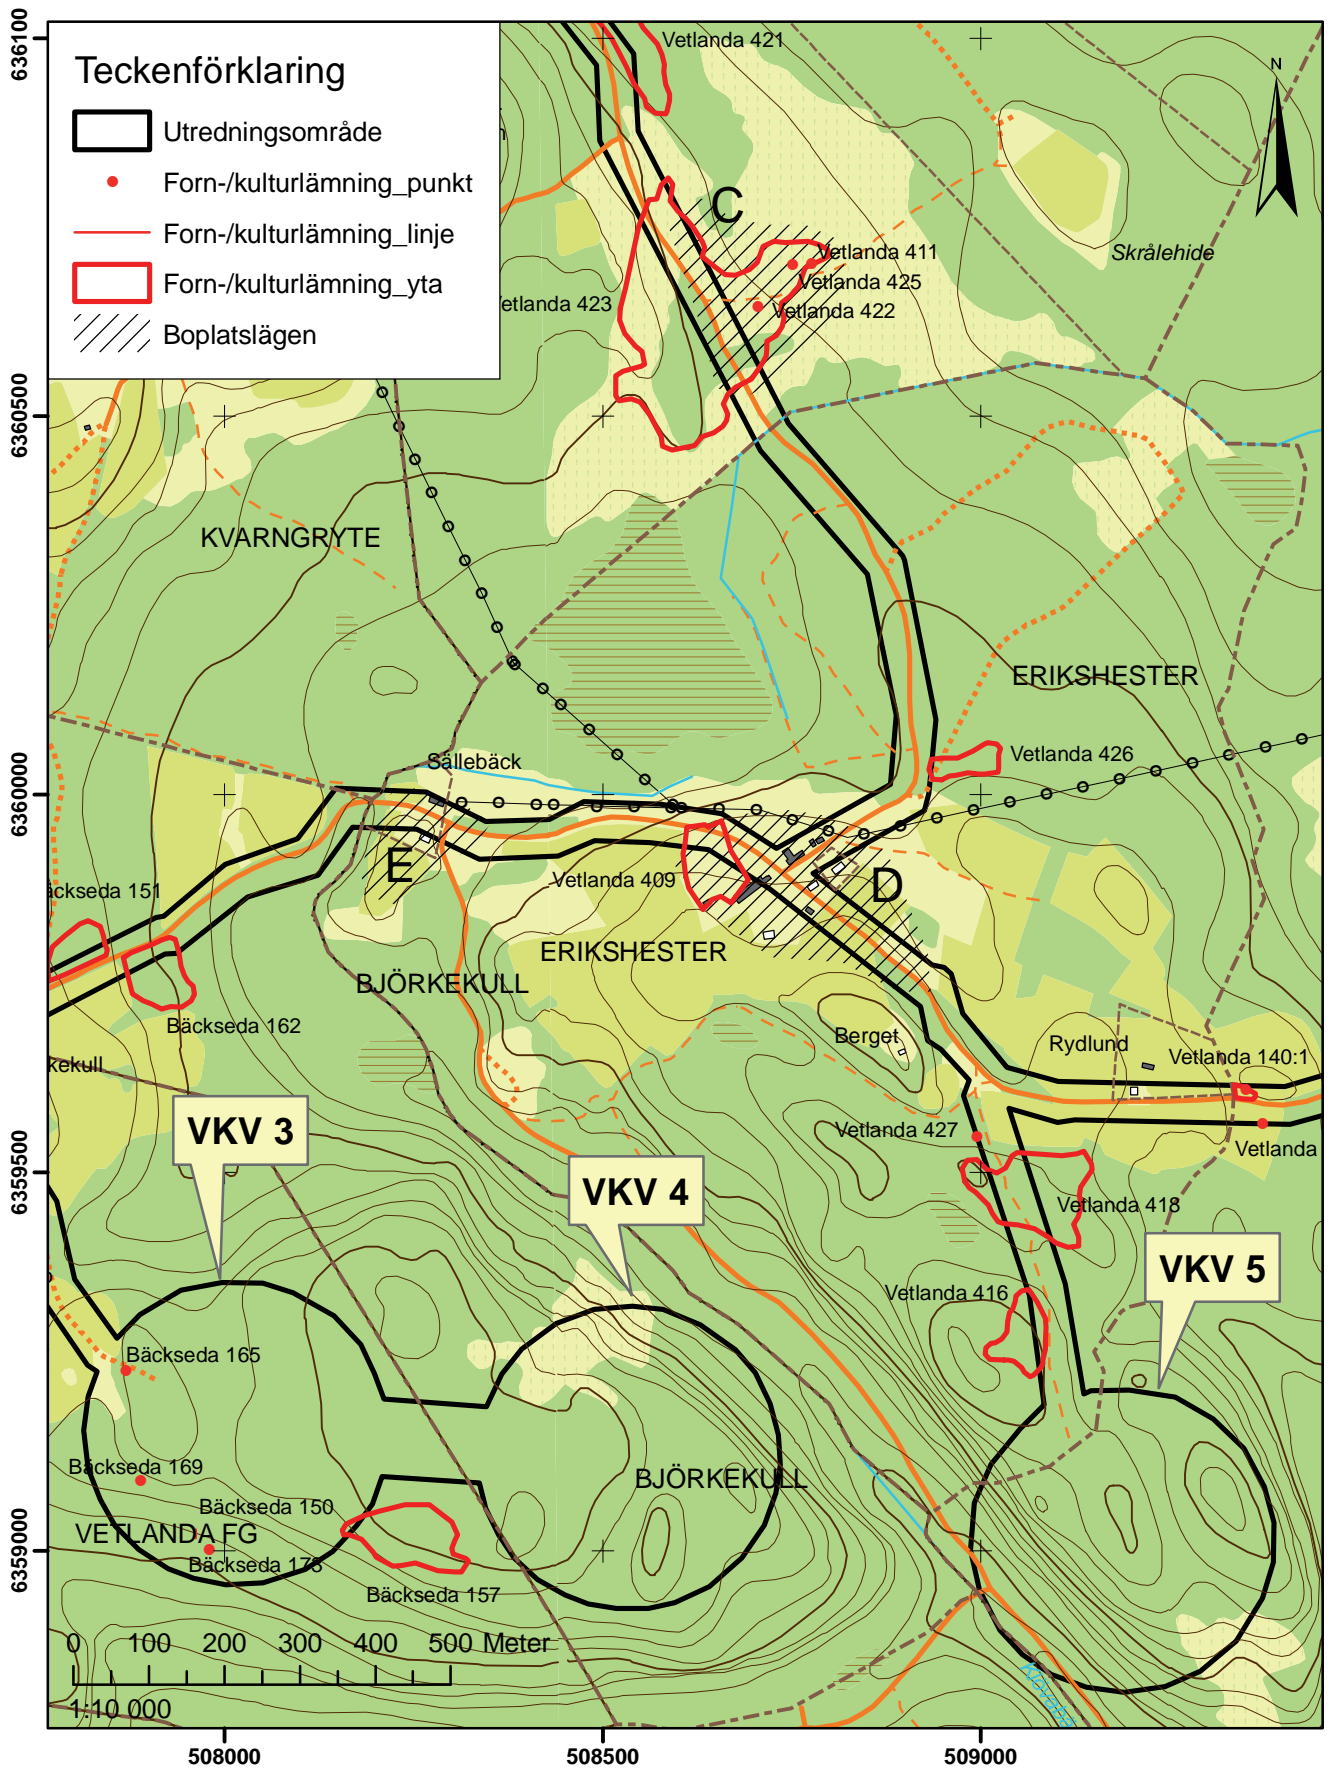 Teckenförklaring
Utredningsområde
Forn-/kulturlämning_punkt
Forn-/kulturlämning_linje
Forn-/kulturlämning_yta
Boplatslägen
N
Vetlanda 421
C
Skrålehide
Vetlanda 411
Vetlanda 425
Vetlanda 423
Vetlanda 422
KVARNGRYTE
ERIKSHESTER
Vetlanda 426
Sällebäck
E
Vetlanda 409
D
äckseda 151
ERIKSHESTER
BJÖRKEKULL
Bäckseda 162
Berget
Rydlund
Vetlanda 140:1
kekull
VKV 3
Vetlanda 427
Vetlanda
VKV 4
Vetlanda 418
VKV 5
Vetlanda 416
Bäckseda 165
Bäckseda 169
BJÖRKEKULL
Bäckseda 150
VETLANDA FG
Bäckseda 173
Bäckseda 157
0 100 200 300 400 500 Meter
1:10 000
508000 508500 509000
636100
6360500
6360000
6359500
6359000